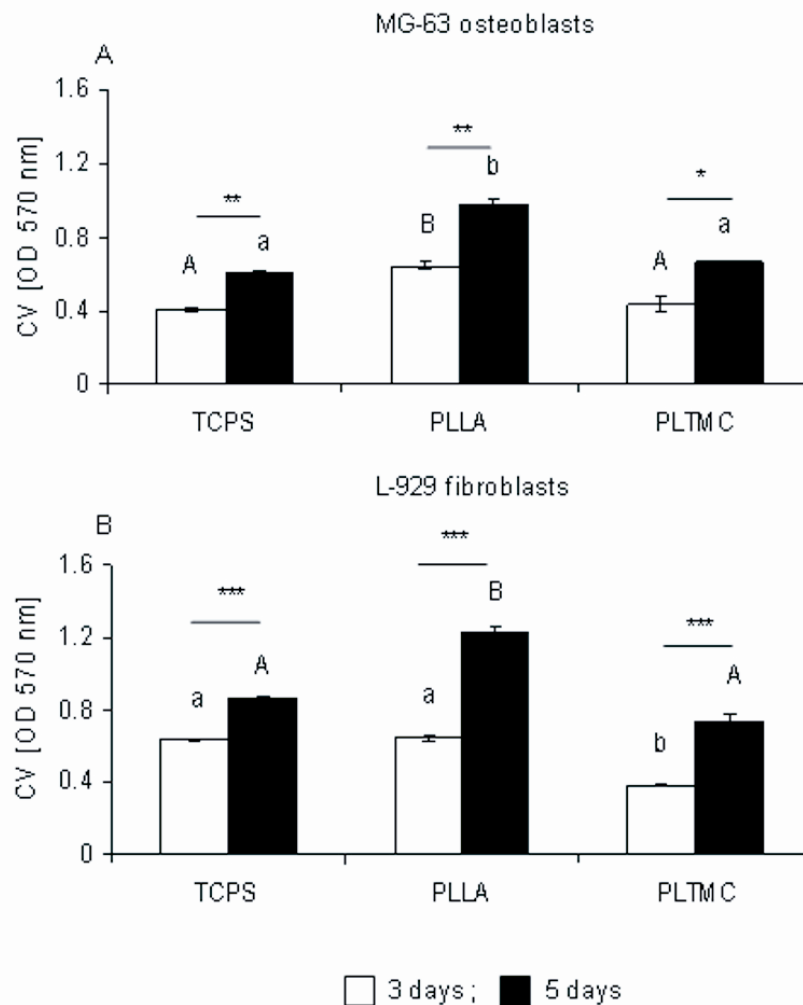 MG-63 osteoblasts
A
1.6
1.2
0.8
0.4
0
CV [OD 570 nm]
**
A
a
**
B
b
*
A
a
TCPS PLLA PLTMC
L-929 fibroblasts
B
1.6
1.2
0.8
0.4
0
CV [OD 570 nm]
***
a
A
***
a
B
***
b
A
TCPS PLLA PLTMC
3 days ; 5 days